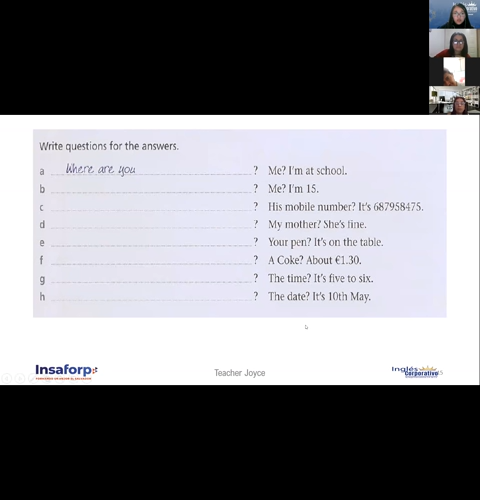 Write questions for the answers.
a Where are you ? Me? I'm at school.
b ? Me? I'm 15.
c ? His mobile number? It's 687958475.
d ? My mother? She's fine.
e ? Your pen? It's on the table.
f ? A Coke? About €1.30.
g ? The time? It's five to six.
h ? The date? It's 10th May.
Insaforp
Teacher Joyce
Inglés
Corporativo